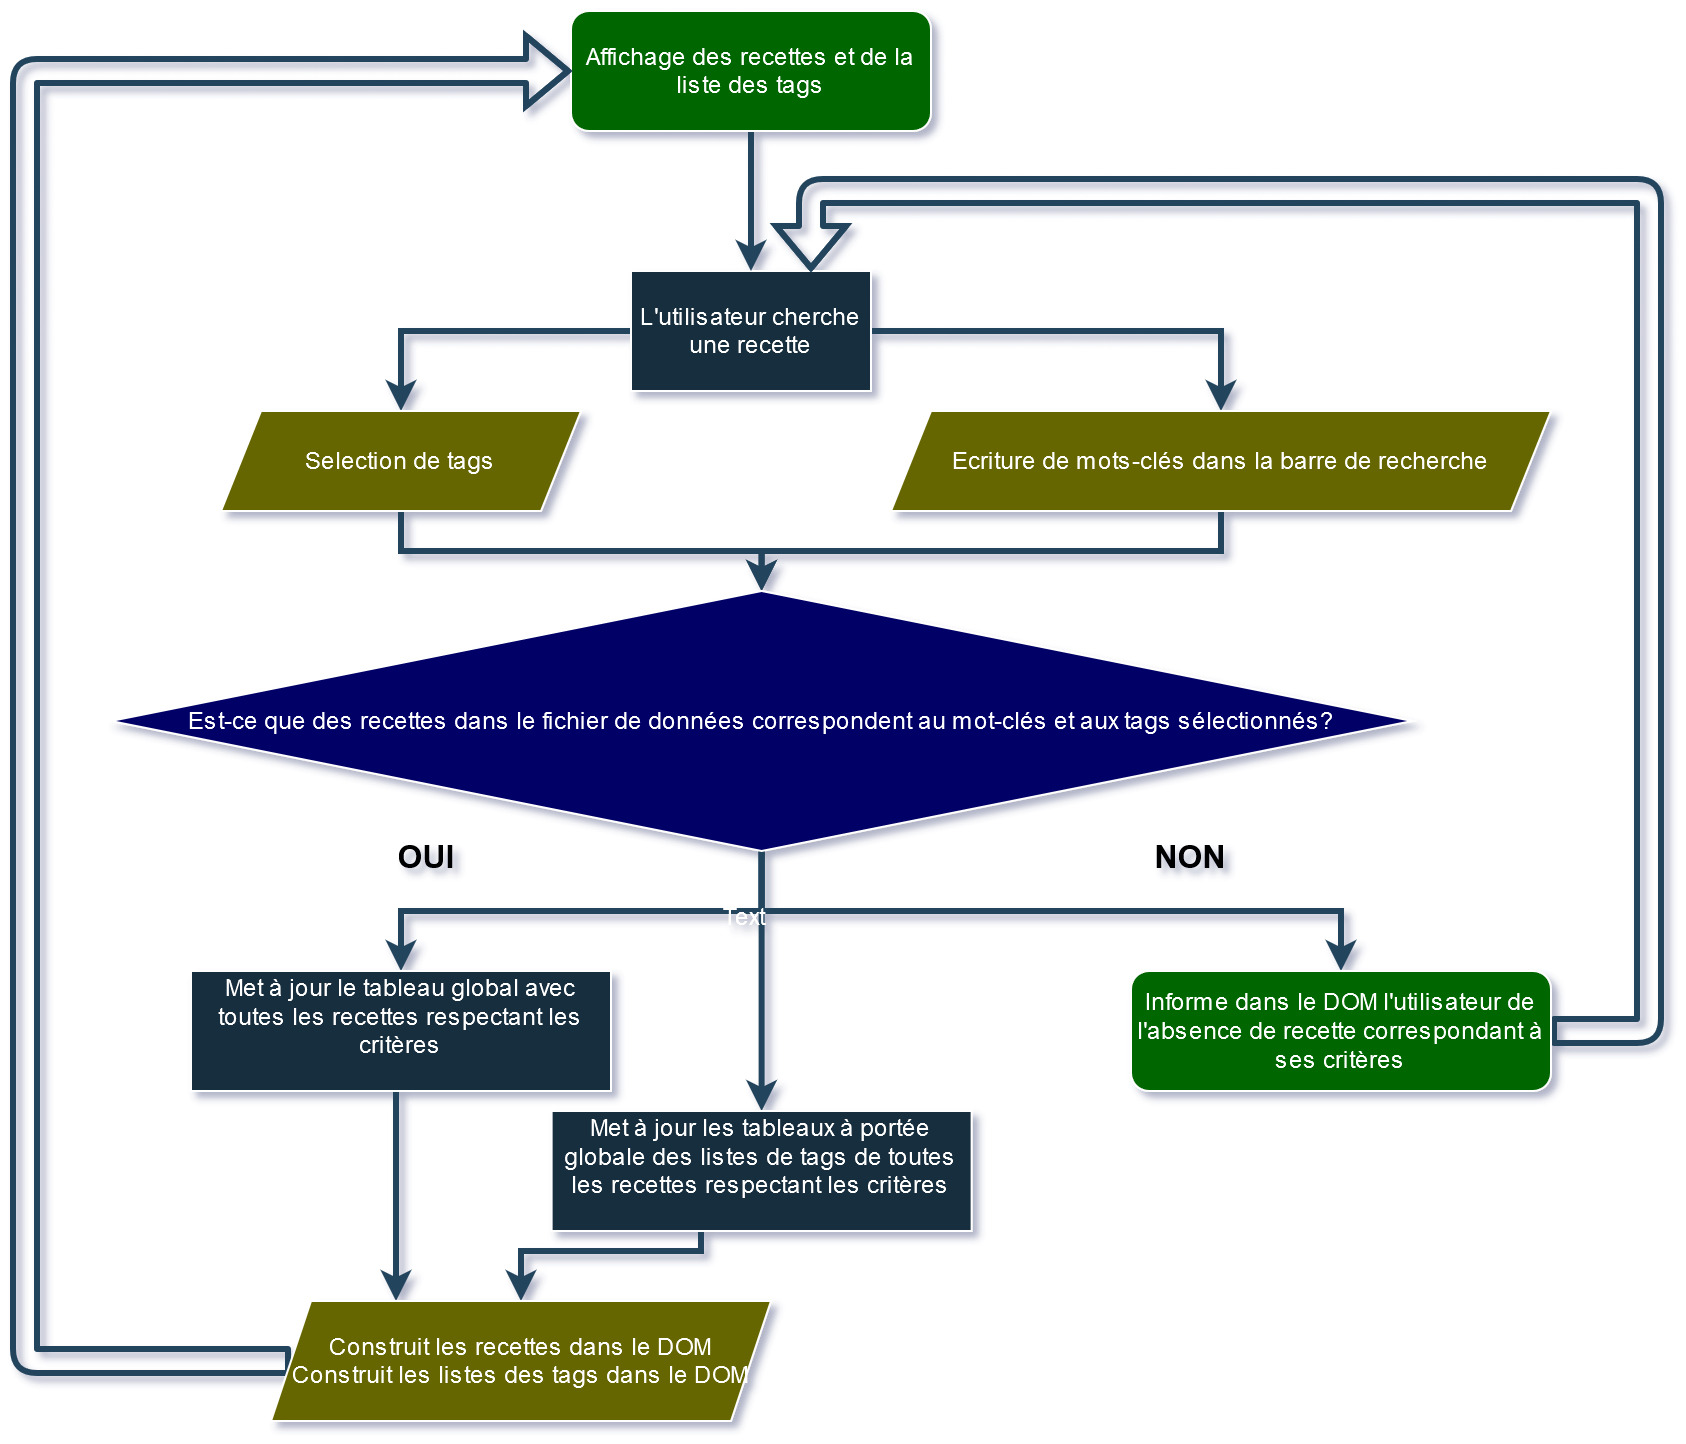 Affichage des recettes et de la
liste des tags
L'utilisateur cherche
une recette
Selection de tags
Ecriture de mots-clés dans la barre de recherche
Est-ce que des recettes dans le fichier de données correspondent au mot-clés et aux tags sélectionnés?
OUI
NON
Text
Met à jour le tableau global avec
toutes les recettes respectant les
critères
Informe dans le DOM l'utilisateur de
l'absence de recette correspondant à
ses critères
Met à jour les tableaux à portée
globale des listes de tags de toutes
les recettes respectant les critères
Construit les recettes dans le DOM
Construit les listes des tags dans le DOM